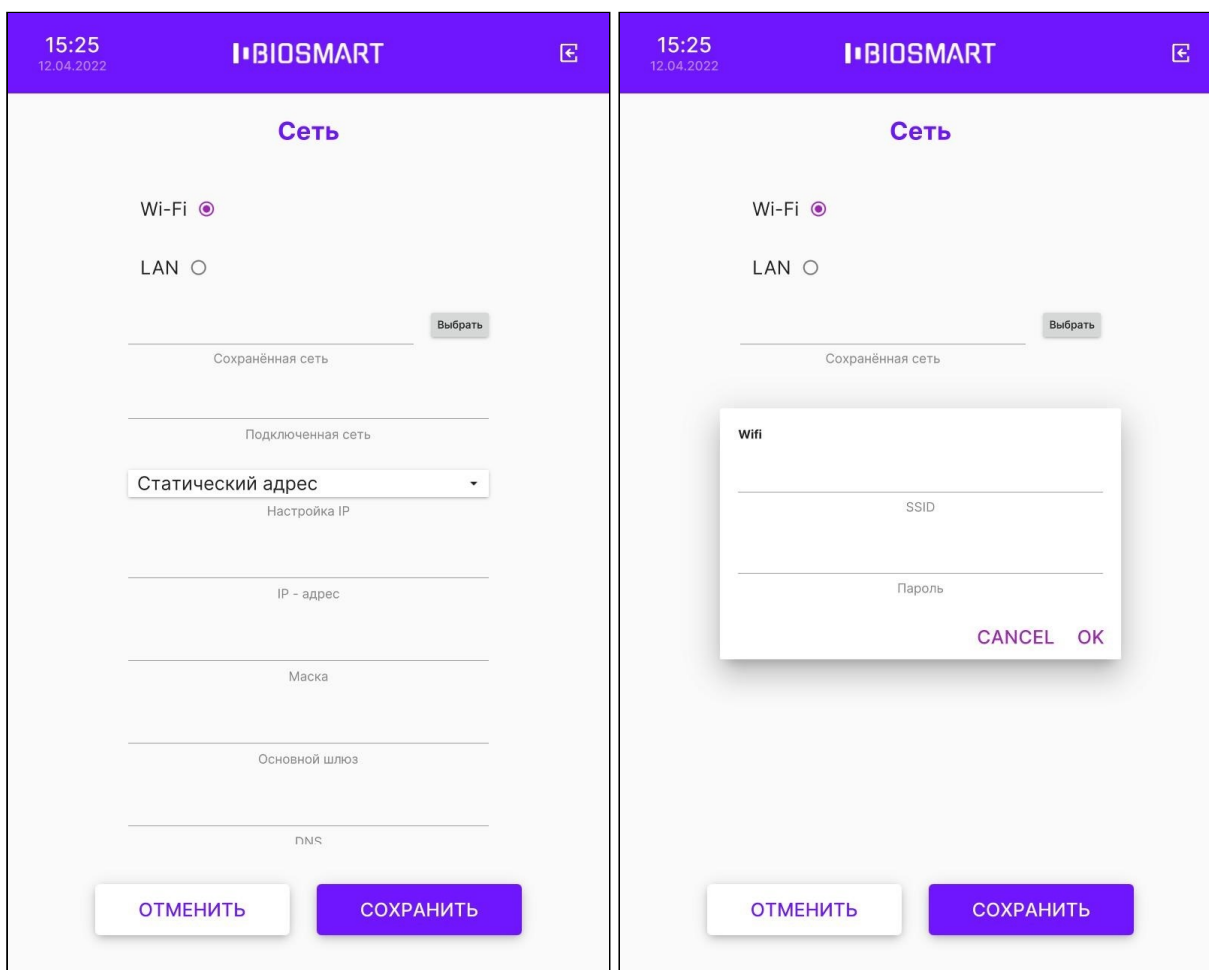 15:25
12.04.2022
BIOSMART
Сеть
Wi-Fi
LAN
Выбрать
Сохранённая сеть
Подключенная сеть
Статический адрес
Настройка IP
IP - адрес
Маска
Основной шлюз
DNS
ОТМЕНИТЬ
СОХРАНИТЬ
15:25
12.04.2022
BIOSMART
Сеть
Wi-Fi
LAN
Выбрать
Сохранённая сеть
Wifi
SSID
Пароль
CANCEL
OK
ОТМЕНИТЬ
СОХРАНИТЬ